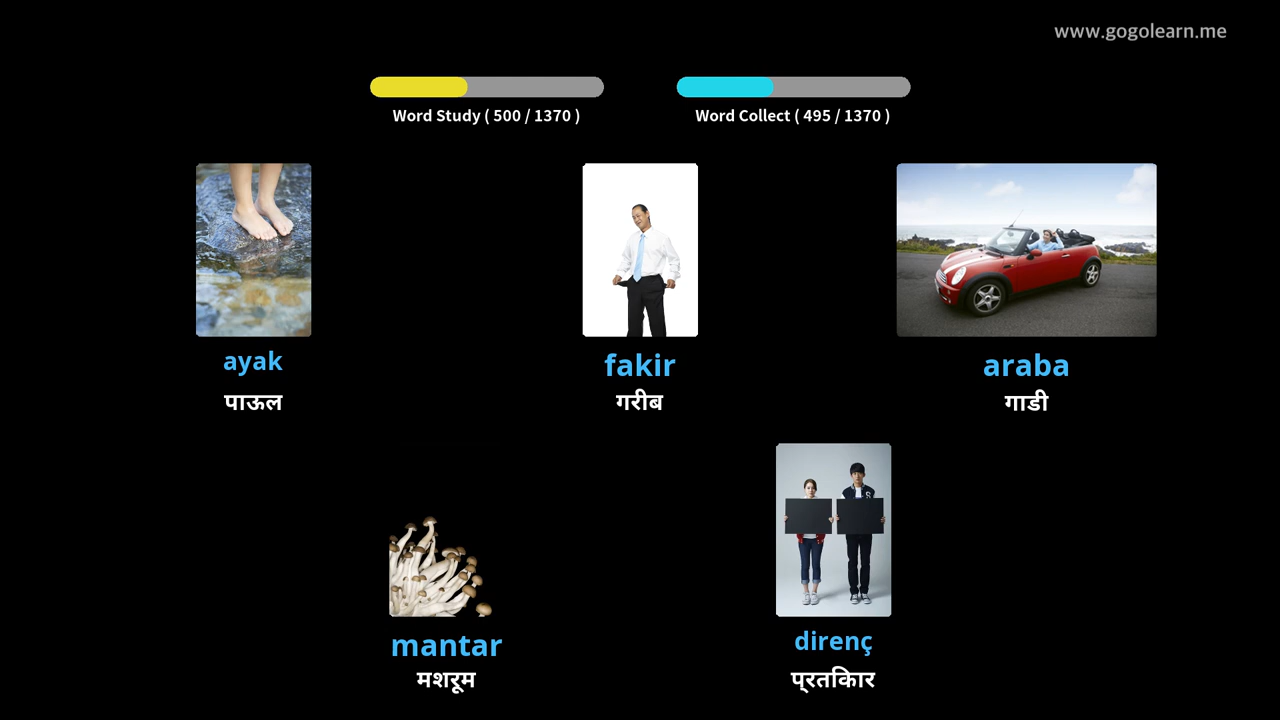 www.gogolearn.me
Word Study ( 500 / 1370 )
Word Collect ( 495 / 1370 )
ayak
पाऊल
fakir
गरीब
araba
गाडी
mantar
मशरूम
direnç
प्रतिकार